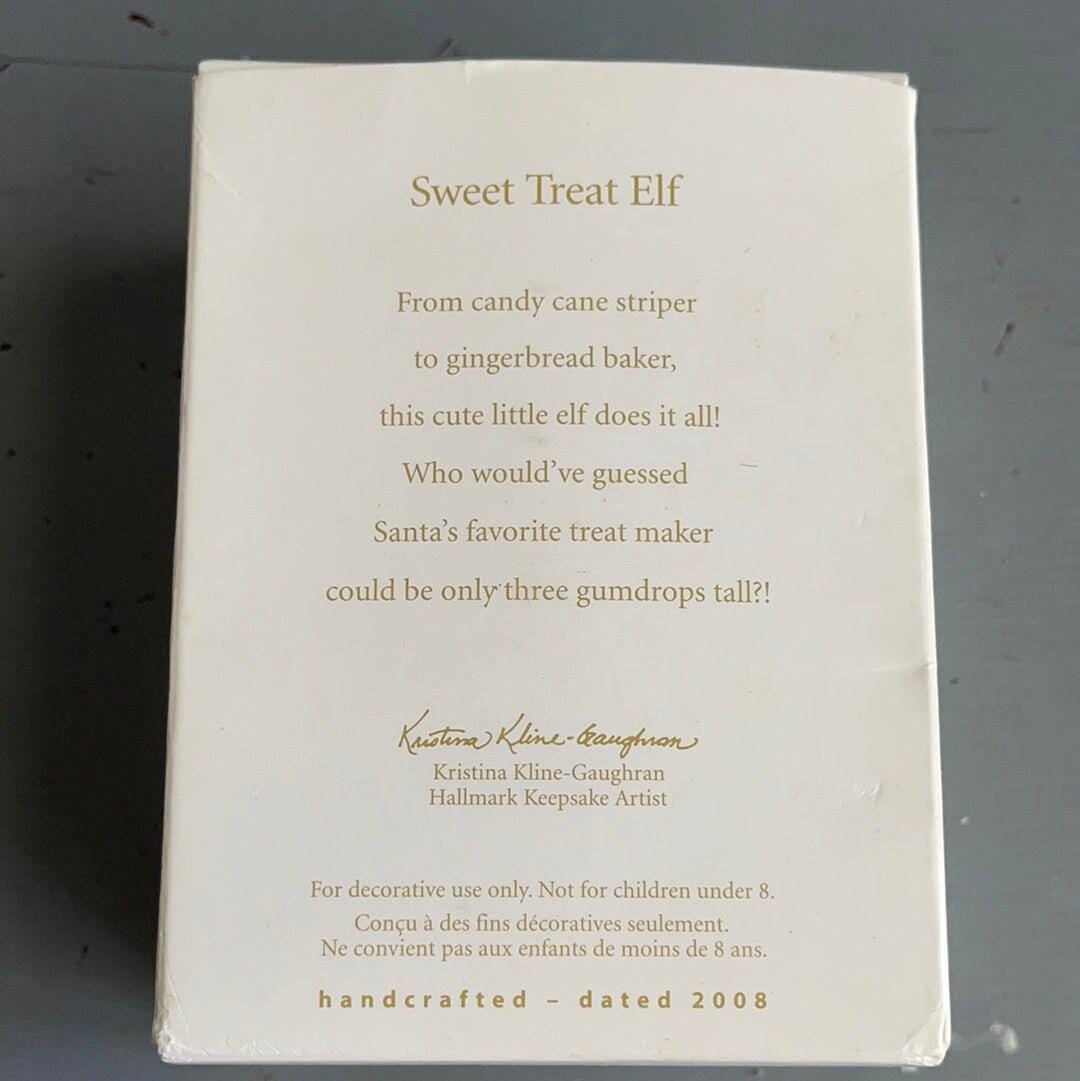 Sweet Treat Elf
From candy cane striper
to gingerbread baker,
this cute little elf does it all!
Who would've guessed
Santa's favorite treat maker
could be only three gumdrops tall?!
Kristina Kline-Gaughran
Kristina Kline-Gaughran
Hallmark Keepsake Artist
For decorative use only. Not for children under 8.
Conçu à des fins décoratives seulement.
Ne convient pas aux enfants de moins de 8 ans.
handcrafted – dated 2008